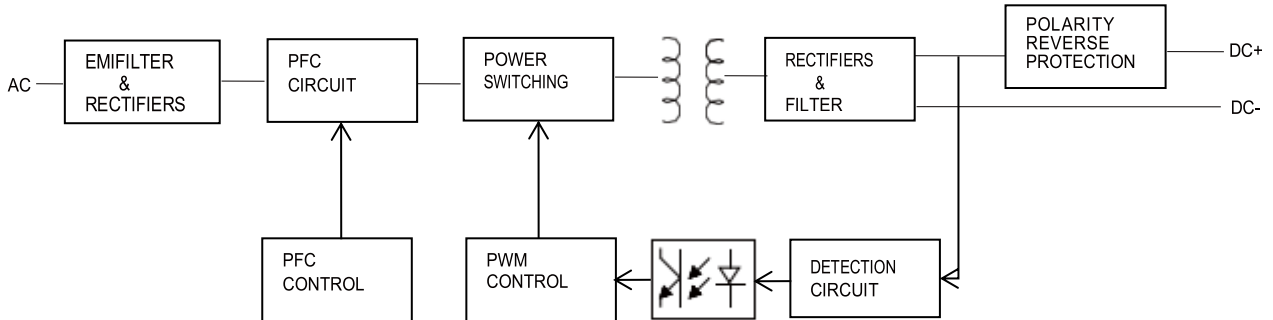 AC
EMIFILTER
&
RECTIFIERS
PFC
CIRCUIT
POWER
SWITCHING
RECTIFIERS
&
FILTER
POLARITY
REVERSE
PROTECTION
DC+
DC-
PFC
CONTROL
PWM
CONTROL
DETECTION
CIRCUIT